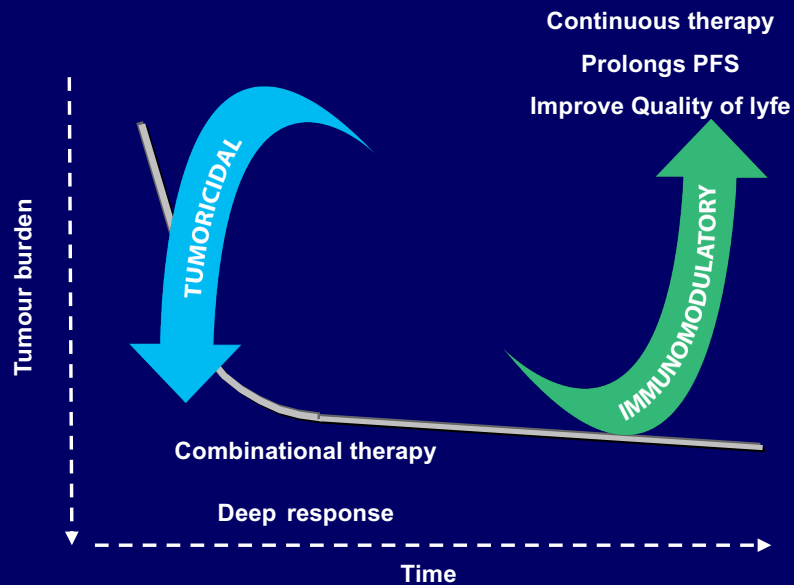 Continuous therapy
Prolongs PFS
Improve Quality of lyfe
TUMORICIDAL
IMMUNOMODULATORY
Tumour burden
Combinational therapy
Deep response
Time